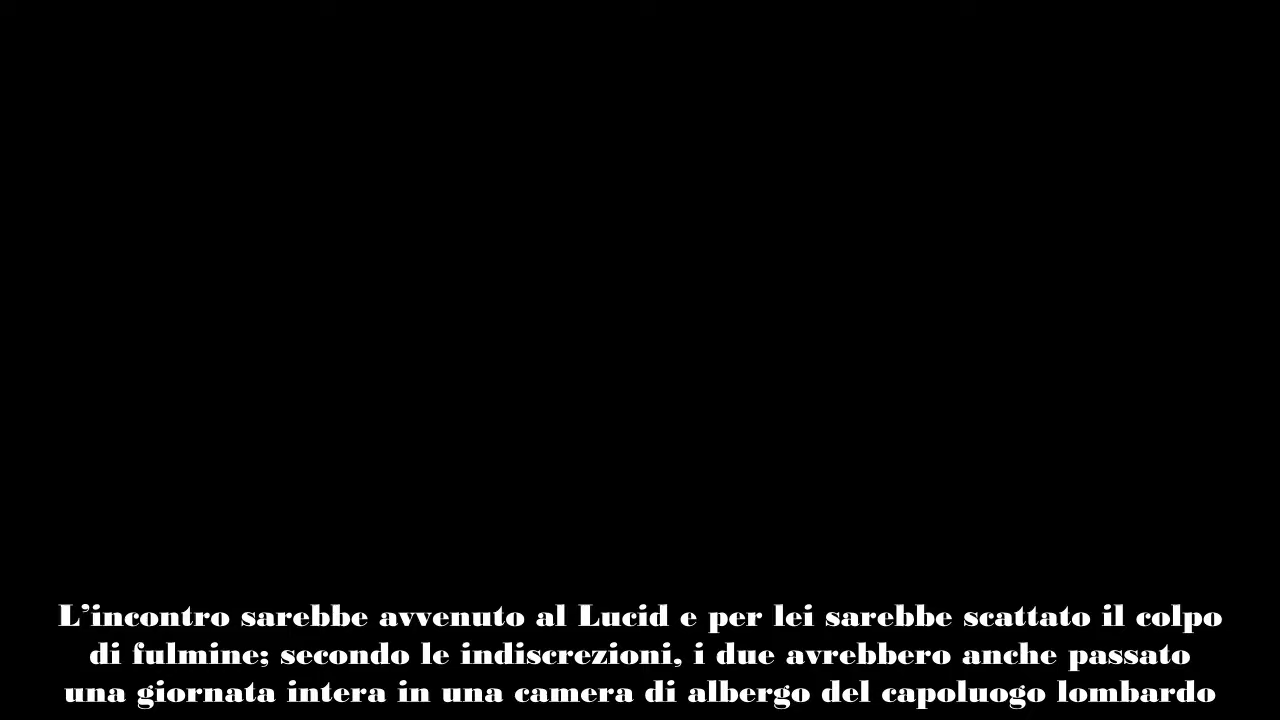 L’incontro sarebbe avvenuto al Lucid e per lei sarebbe scattato il colpo
di fulmine; secondo le indiscrezioni, i due avrebbero anche passato
una giornata intera in una camera di albergo del capoluogo lombardo